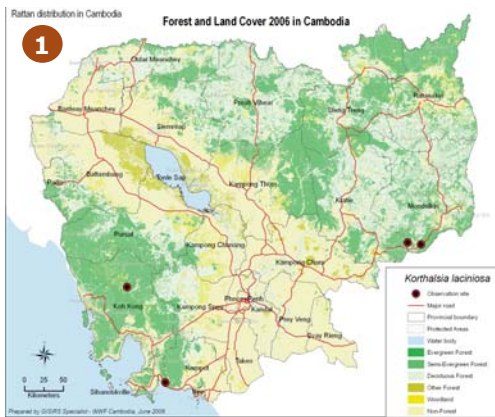 Rattan distribution in Cambodia
Forest and Land Cover 2006 in Cambodia
1
Oddar Meanchey
Banteay Meanchey
Preah Vihear
Stung Treng
Rattanakiri
Siemreap
Battambang
Tonle Sap
Pailin
Kampong Thom
Kratie
Mondulkiri
Pursat
Kampong Chhnang
Kampong Cham
Koh Kong
Kampong Speu
Phnom Penh
Kandal
Prey Veng
Svay Rieng
Takeo
Kampot
Kep
Sihanoukville
Korthalsia laciniosa
Observation site
Major road
Provincial boundary
Protected Areas
Water body
Evergreen Forest
Semi-Evergreen Forest
Deciduous Forest
Other Forest
Woodland
Non-Forest
25 0 25 50
Kilometers
Prepared by GIS/RS Specialist - WWF Cambodia, June 2006